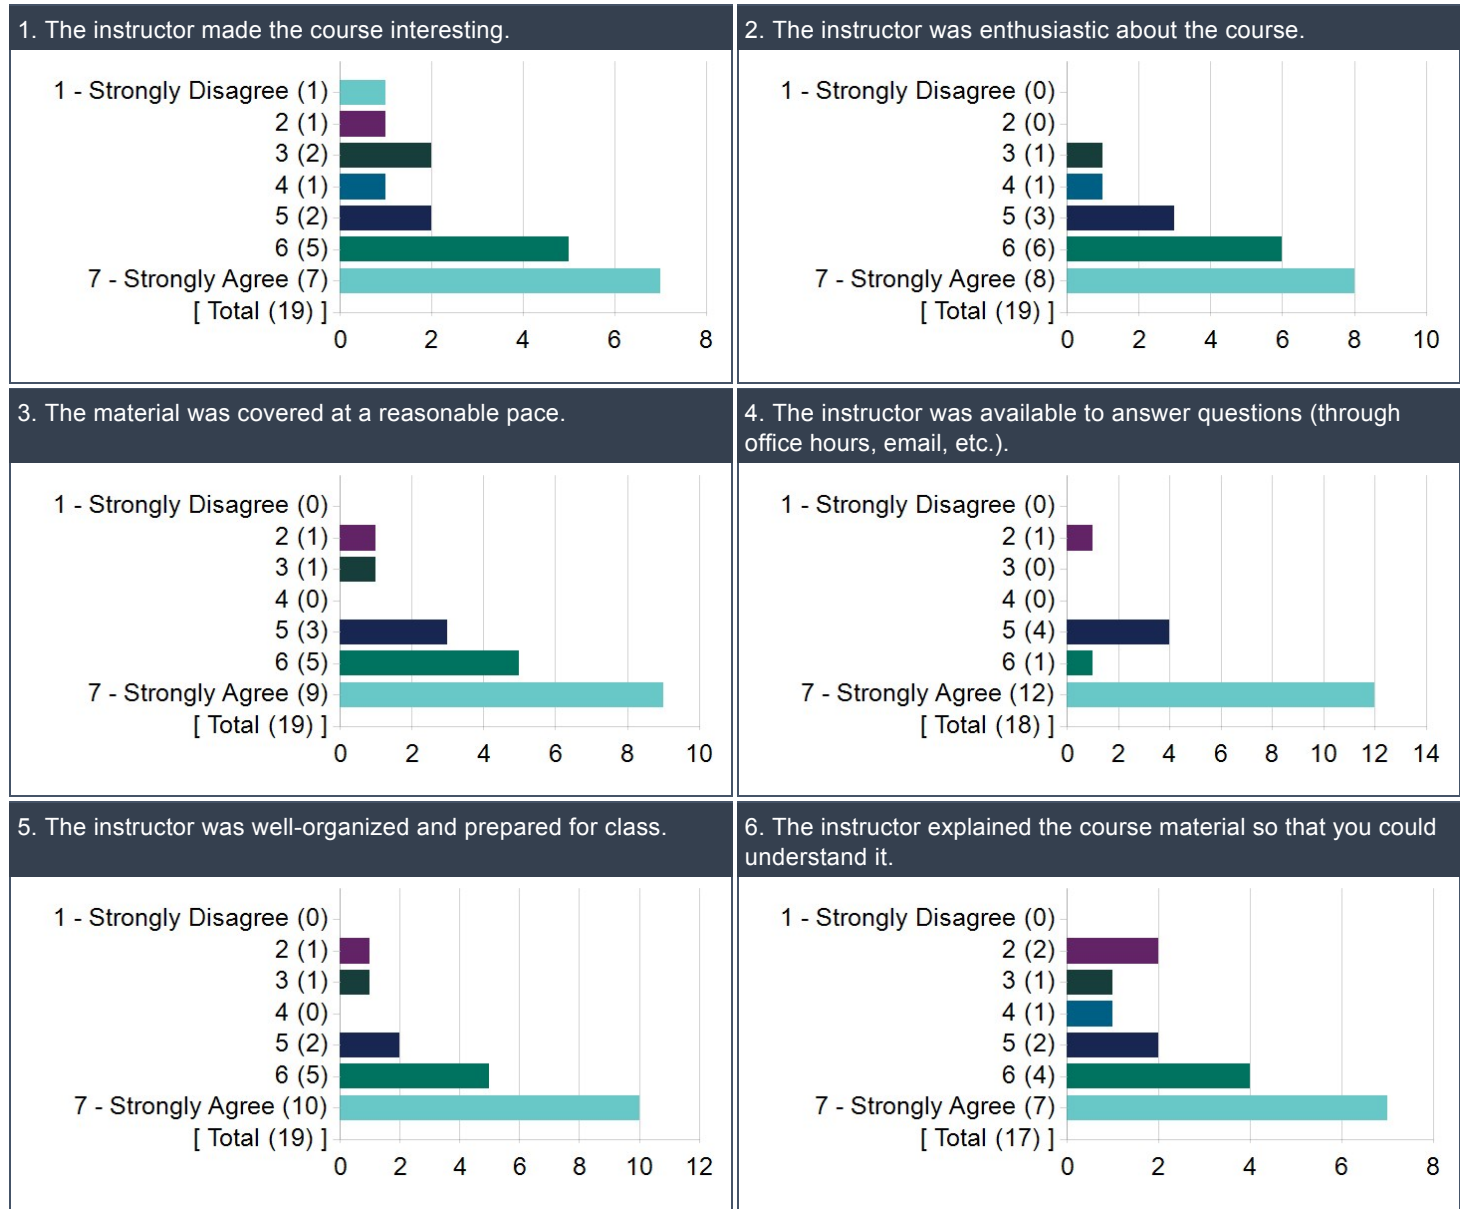 1. The instructor made the course interesting.
1 - Strongly Disagree (1)
2 (1)
3 (2)
4 (1)
5 (2)
6 (5)
7 - Strongly Agree (7)
[ Total (19) ]
0 2 4 6 8
2. The instructor was enthusiastic about the course.
1 - Strongly Disagree (0)
2 (0)
3 (1)
4 (1)
5 (3)
6 (6)
7 - Strongly Agree (8)
[ Total (19) ]
0 2 4 6 8 10
3. The material was covered at a reasonable pace.
1 - Strongly Disagree (0)
2 (1)
3 (1)
4 (0)
5 (3)
6 (5)
7 - Strongly Agree (9)
[ Total (19) ]
0 2 4 6 8 10
4. The instructor was available to answer questions (through
office hours, email, etc.).
1 - Strongly Disagree (0)
2 (1)
3 (0)
4 (0)
5 (4)
6 (1)
7 - Strongly Agree (12)
[ Total (18) ]
0 2 4 6 8 10 12 14
5. The instructor was well-organized and prepared for class.
1 - Strongly Disagree (0)
2 (1)
3 (1)
4 (0)
5 (2)
6 (5)
7 - Strongly Agree (10)
[ Total (19) ]
0 2 4 6 8 10 12
6. The instructor explained the course material so that you could
understand it.
1 - Strongly Disagree (0)
2 (2)
3 (1)
4 (1)
5 (2)
6 (4)
7 - Strongly Agree (7)
[ Total (17) ]
0 2 4 6 8